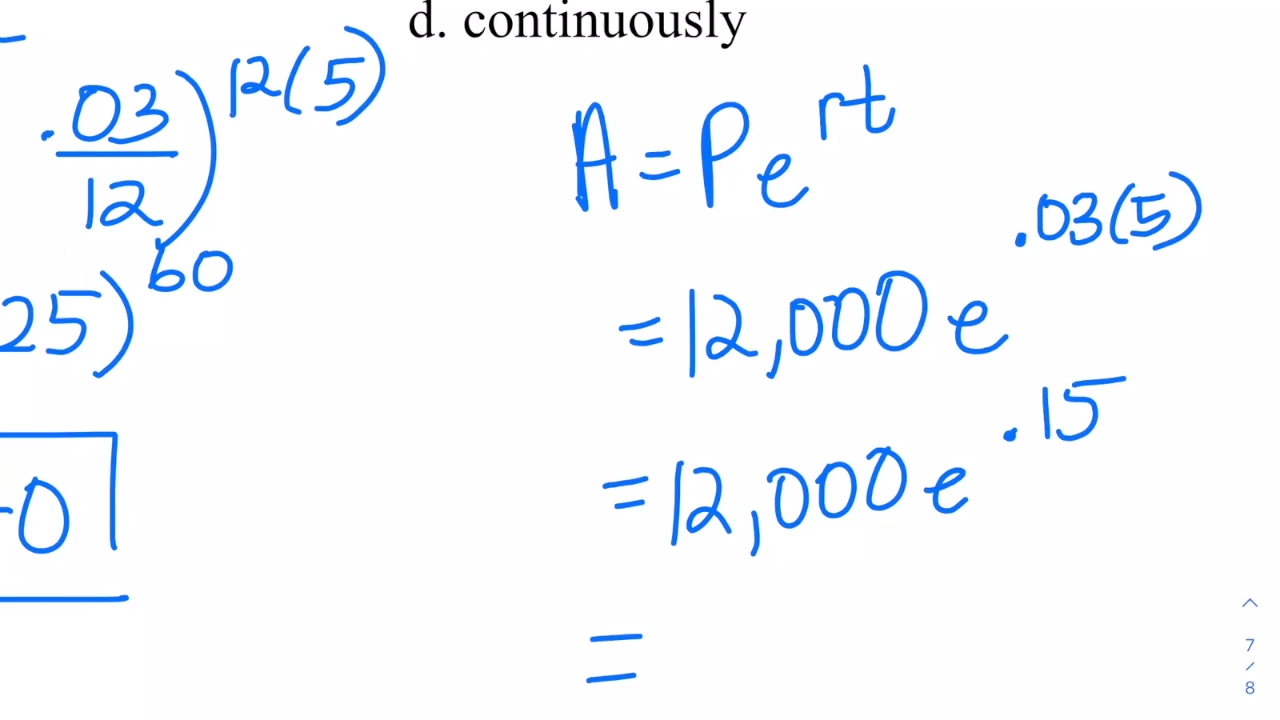 d. continuously
.03/12)^12(5)
25)^60
0
A = Pe^rt
= 12,000 e^.03(5)
= 12,000 e^.15
=
7
/
8